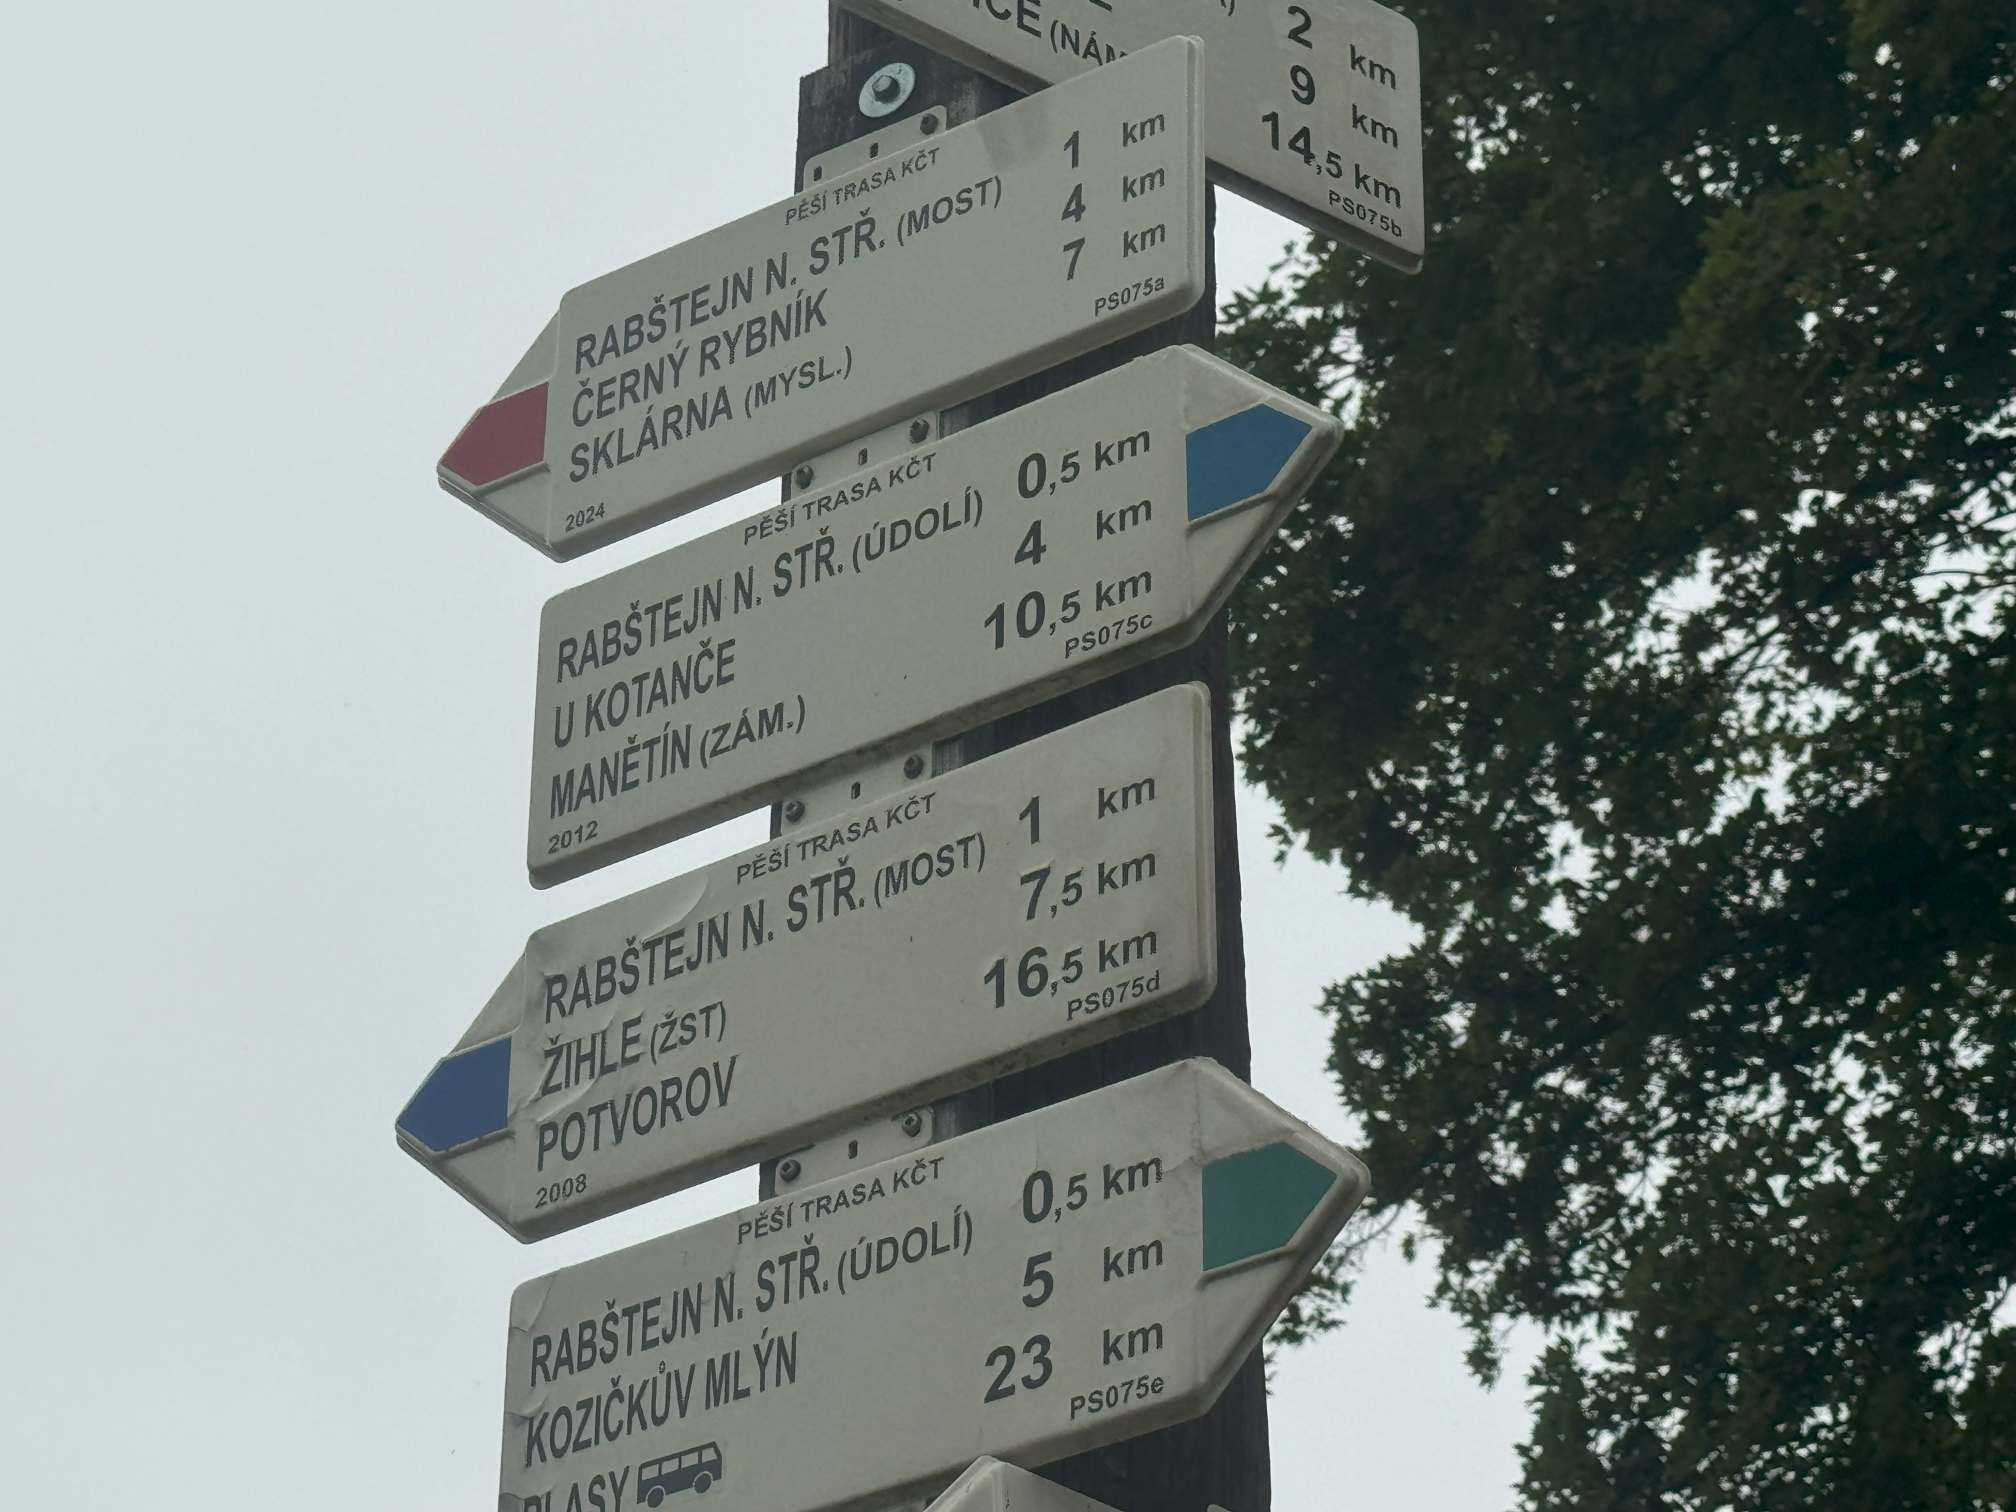 (NÁM
2 km
9 km
14,5 km
PS075b
PĚŠÍ TRASA KČT
RABŠTEJN N. STŘ. (MOST) 1 km
ČERNÝ RYBNÍK 4 km
SKLÁRNA (MYSL.) 7 km
2024 PS075a
PĚŠÍ TRASA KČT
RABŠTEJN N. STŘ. (ÚDOLÍ) 0,5 km
U KOTANČE 4 km
MANĚTÍN (ZÁM.) 10,5 km
2012 PS075c
PĚŠÍ TRASA KČT
RABŠTEJN N. STŘ. (MOST) 1 km
ŽIHLE (ŽST) 7,5 km
POTVOROV 16,5 km
2008 PS075d
PĚŠÍ TRASA KČT
RABŠTEJN N. STŘ. (ÚDOLÍ) 0,5 km
KOZIČKŮV MLÝN 5 km
PLASY 23 km
PS075e